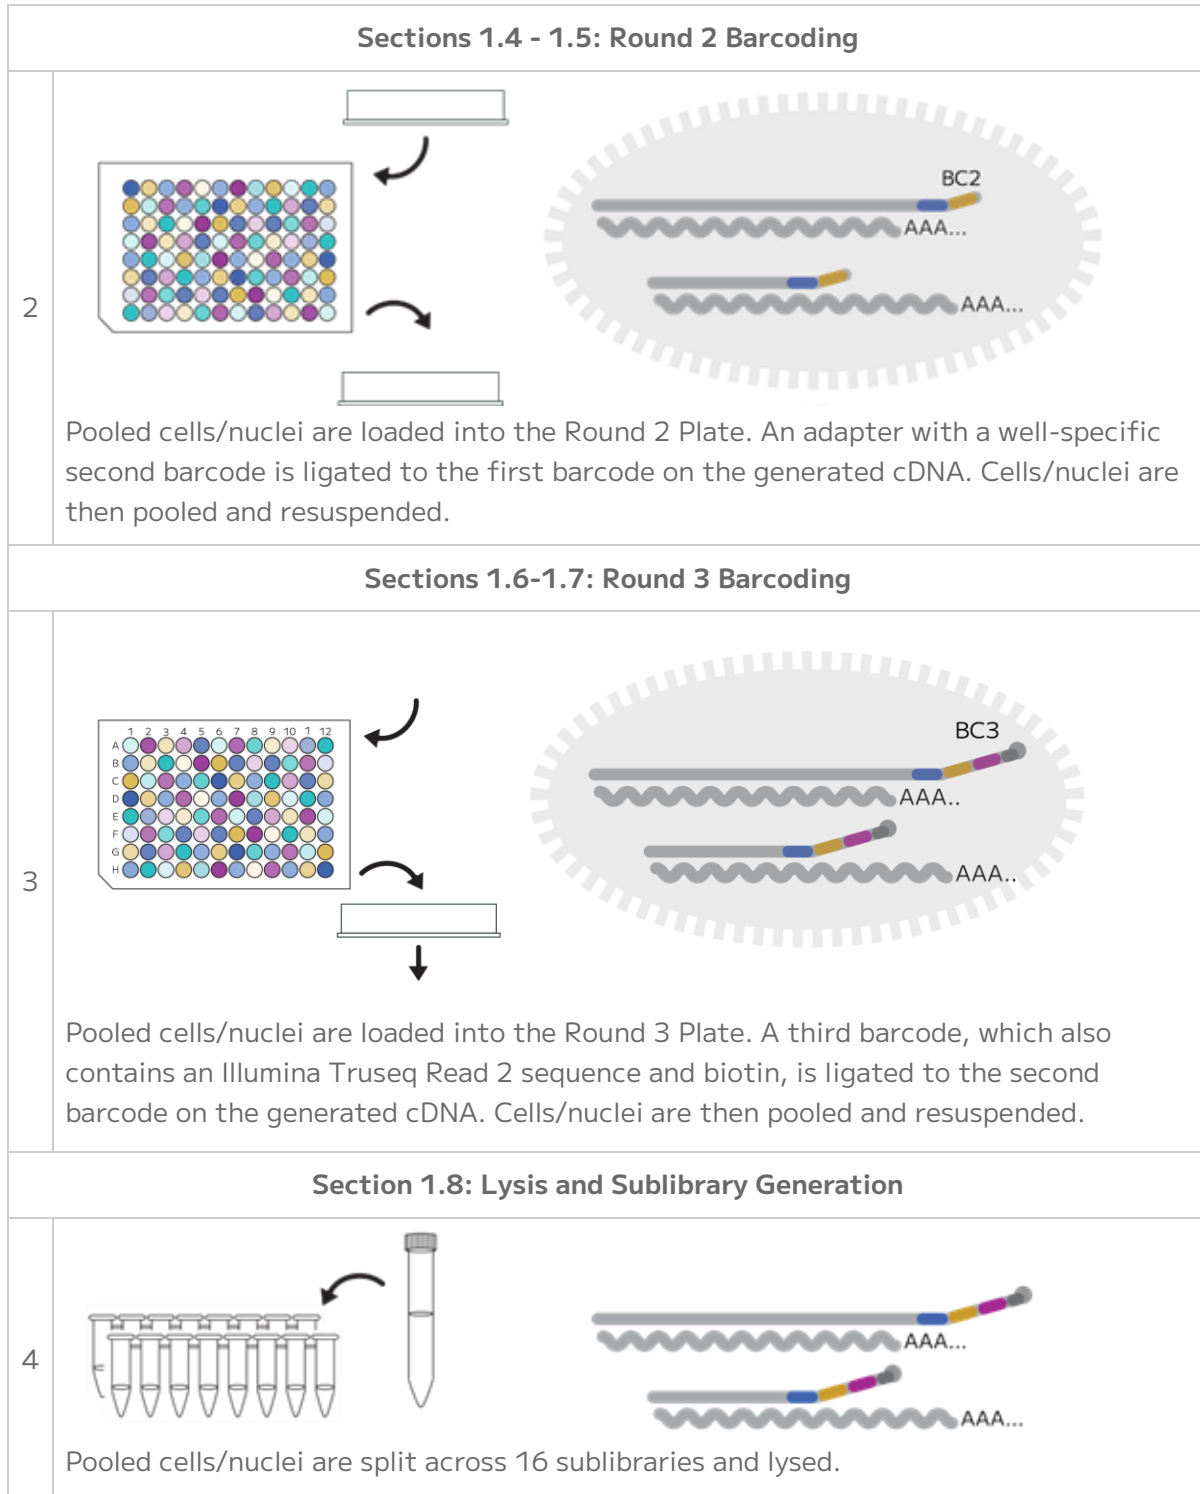 Sections 1.4 - 1.5: Round 2 Barcoding
2
BC2
AAA...
AAA...
Pooled cells/nuclei are loaded into the Round 2 Plate. An adapter with a well-specific
second barcode is ligated to the first barcode on the generated cDNA. Cells/nuclei are
then pooled and resuspended.
Sections 1.6-1.7: Round 3 Barcoding
3
1 2 3 4 5 6 7 8 9 10 1 12
A
B
C
D
E
F
G
H
BC3
AAA..
AAA..
Pooled cells/nuclei are loaded into the Round 3 Plate. A third barcode, which also
contains an Illumina Truseq Read 2 sequence and biotin, is ligated to the second
barcode on the generated cDNA. Cells/nuclei are then pooled and resuspended.
Section 1.8: Lysis and Sublibrary Generation
4
AAA...
AAA...
Pooled cells/nuclei are split across 16 sublibraries and lysed.